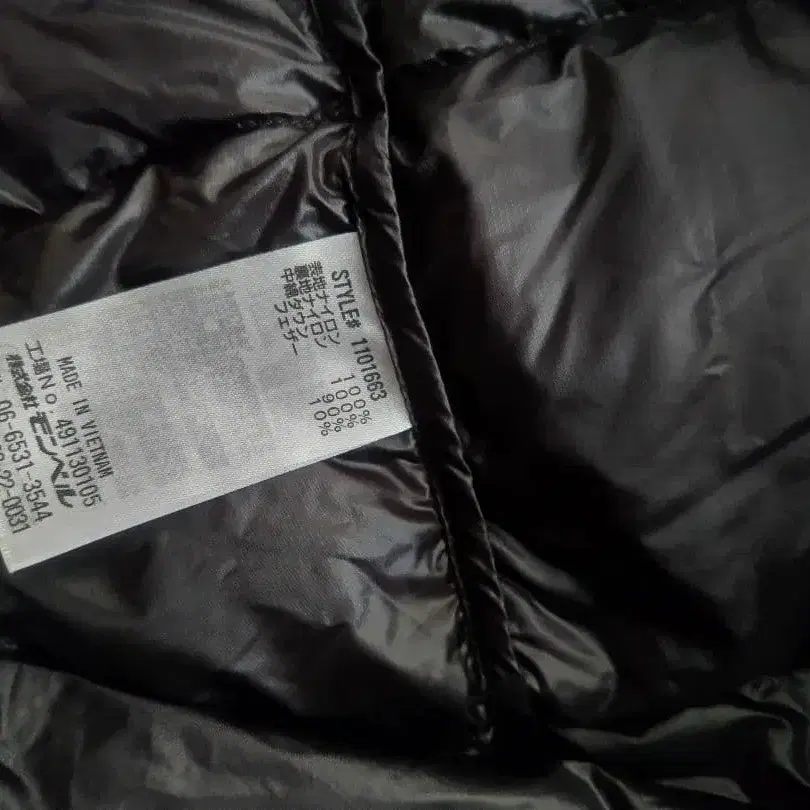 STYLE$ 1101663
表地ナイロン 100%
裏地ナイロン 100%
中綿ダウン 90%
フェザー 10%
MADE IN VIETNAM
工場No. 491130105
株式会社 モンベル
06-6531-3544
22-0031